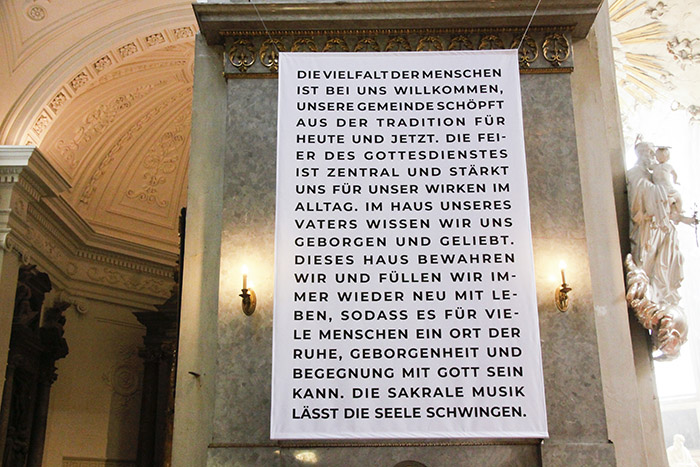 DIE VIELFALT DER MENSCHEN
IST BEI UNS WILLKOMMEN,
UNSERE GEMEINDE SCHÖPFT
AUS DER TRADITION FÜR
HEUTE UND JETZT. DIE FEI-
ER DES GOTTESDIENSTES
IST ZENTRAL UND STÄRKT
UNS FÜR UNSER WIRKEN IM
ALLTAG. IM HAUS UNSERES
VATERS WISSEN WIR UNS
GEBORGEN UND GELIEBT.
DIESES HAUS BEWAHREN
WIR UND FÜLLEN WIR IM-
MER WIEDER NEU MIT LE-
BEN, SODASS ES FÜR VIE-
LE MENSCHEN EIN ORT DER
RUHE, GEBORGENHEIT UND
BEGEGNUNG MIT GOTT SEIN
KANN. DIE SAKRALE MUSIK
LÄSST DIE SEELE SCHWINGEN.